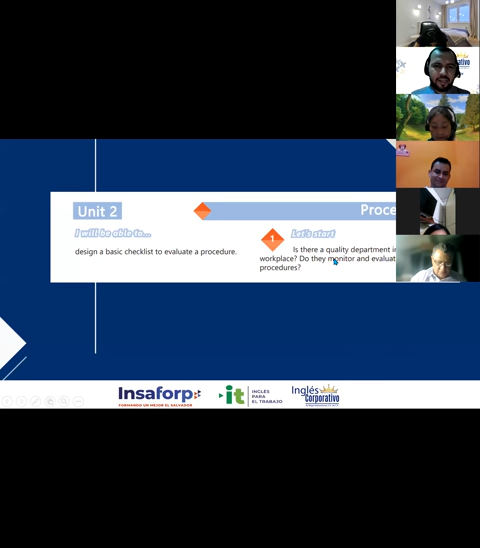 Unit 2
Proce
I will be able to...
design a basic checklist to evaluate a procedure.
1
Let's start
Is there a quality department i
workplace? Do they monitor and evaluat
procedures?
Insaforp
FORMANDO UN MEJOR EL SALVADOR
it
INGLÉS
PARA
EL TRABAJO
Inglés
Corporativo